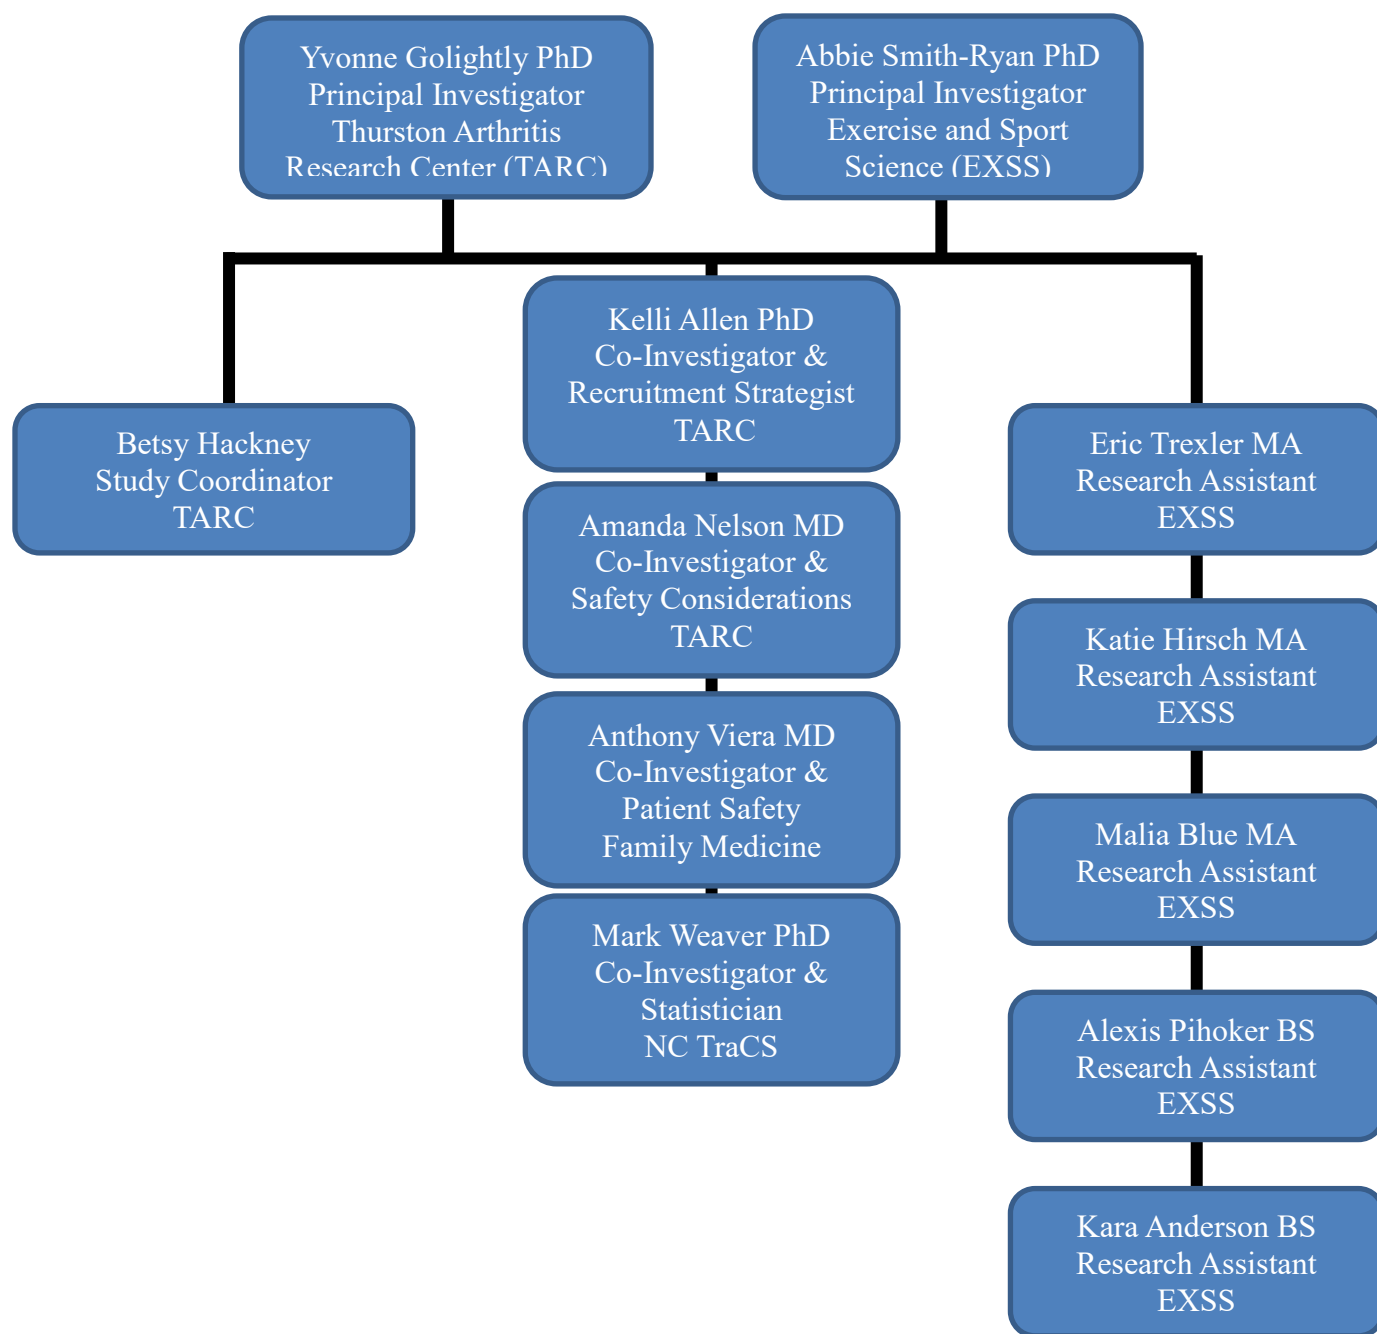 Yvonne Golightly PhD
Principal Investigator
Thurston Arthritis
Research Center (TARC)
Abbie Smith-Ryan PhD
Principal Investigator
Exercise and Sport
Science (EXSS)
Kelli Allen PhD
Co-Investigator &
Recruitment Strategist
TARC
Betsy Hackney
Study Coordinator
TARC
Eric Trexler MA
Research Assistant
EXSS
Amanda Nelson MD
Co-Investigator &
Safety Considerations
TARC
Katie Hirsch MA
Research Assistant
EXSS
Anthony Viera MD
Co-Investigator &
Patient Safety
Family Medicine
Malia Blue MA
Research Assistant
EXSS
Mark Weaver PhD
Co-Investigator &
Statistician
NC TraCS
Alexis Pihoker BS
Research Assistant
EXSS
Kara Anderson BS
Research Assistant
EXSS